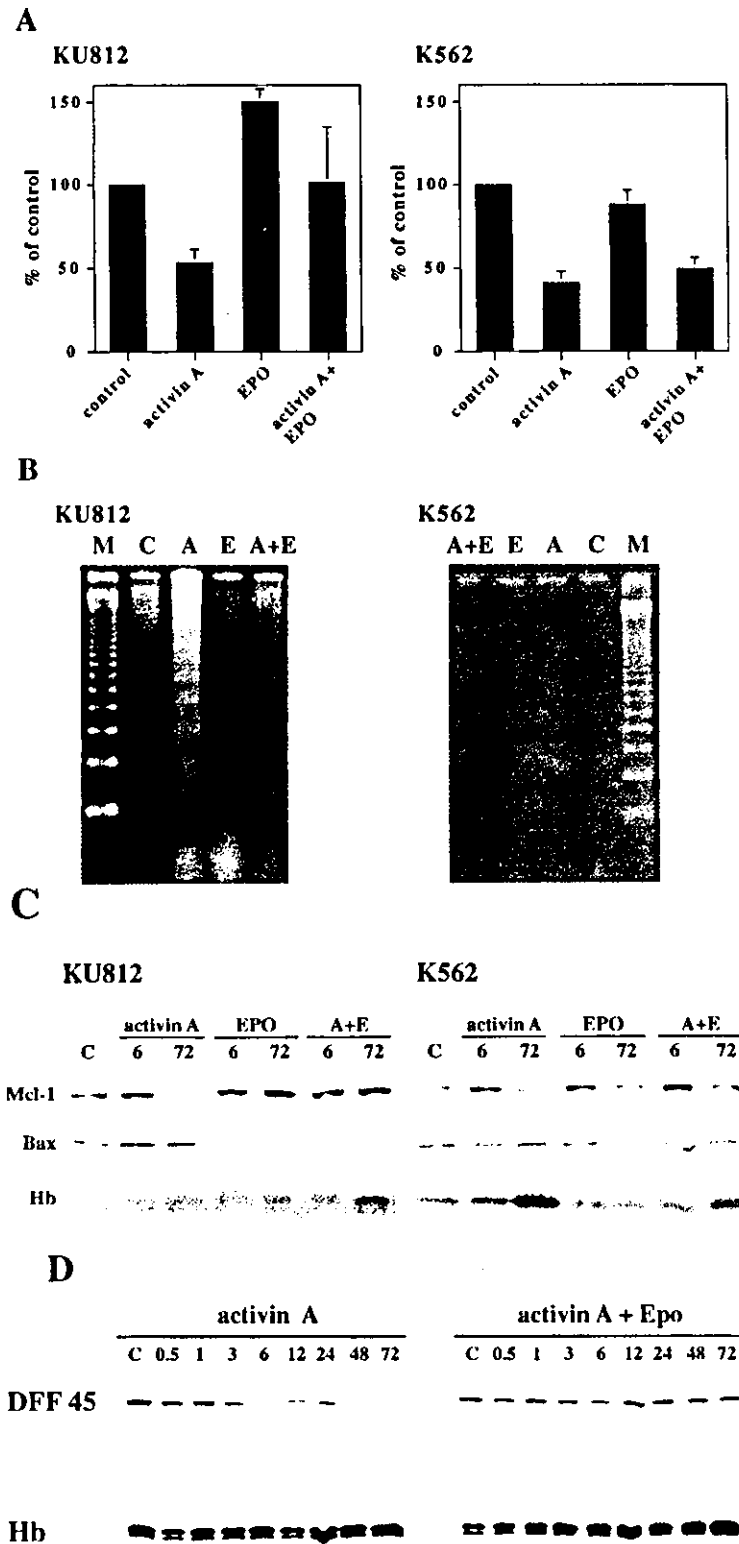 A
KU812 K562
% of control 150 100 50 0 % of control 150 100 50 0
control activin A EPO activin A+ EPO control activin A EPO activin A+ EPO
B
KU812 K562
M C A E A+E A+E E A C M
C
KU812 K562
activin A EPO A+E activin A EPO A+E
C 6 72 6 72 6 72 C 6 72 6 72 6 72
Mcl-1
Bax
Hb
D
activin A activin A + Epo
C 0.5 1 3 6 12 24 48 72 C 0.5 1 3 6 12 24 48 72
DFF 45
Hb